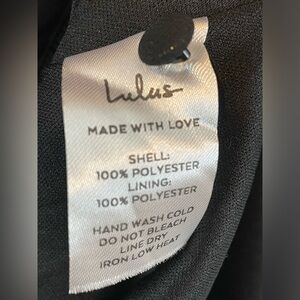 Lulus
MADE WITH LOVE
SHELL:
100% POLYESTER
LINING:
100% POLYESTER
HAND WASH COLD
DO NOT BLEACH
LINE DRY
IRON LOW HEAT